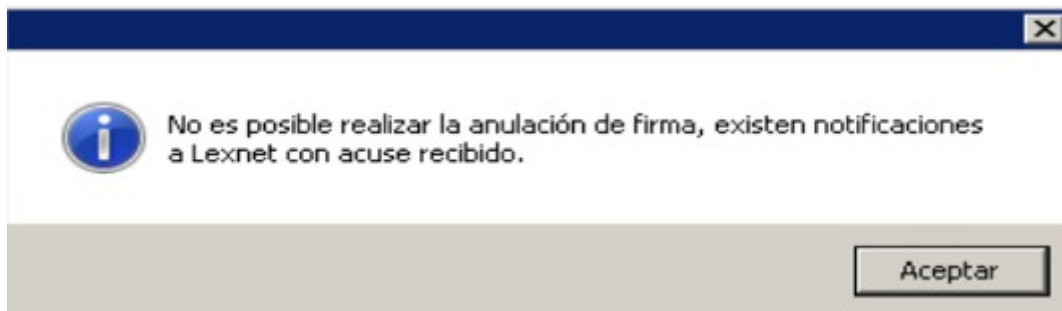 No es posible realizar la anulación de firma, existen notificaciones
a Lexnet con acuse recibido.
Aceptar